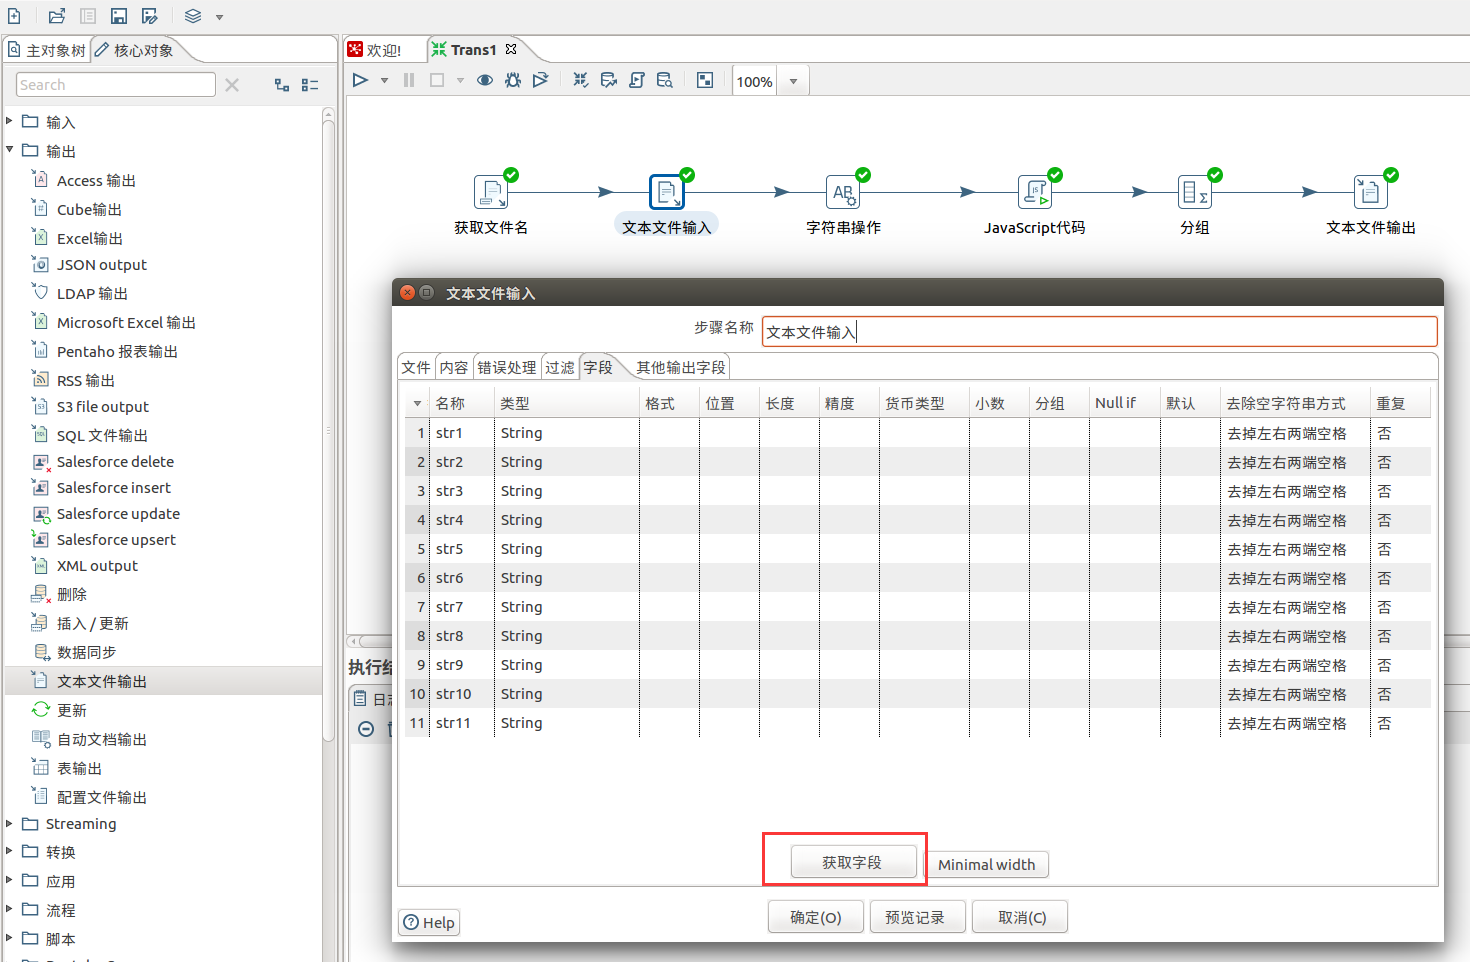 主对象树 核心对象
欢迎! Trans1
Search
100%
输入
输出
Access 输出
Cube输出
Excel输出
JSON output
LDAP 输出
Microsoft Excel 输出
Pentaho 报表输出
RSS 输出
S3 file output
SQL 文件输出
Salesforce delete
Salesforce insert
Salesforce update
Salesforce upsert
XML output
删除
插入 / 更新
数据同步
文本文件输出
更新
自动文档输出
表输出
配置文件输出
Streaming
转换
应用
流程
脚本
获取文件名 文本文件输入 字符串操作 JavaScript代码 分组 文本文件输出
执行结
日志
文本文件输入
步骤名称 文本文件输入
文件 内容 错误处理 过滤 字段 其他输出字段
名称 类型 格式 位置 长度 精度 货币类型 小数 分组 Null if 默认 去除空字符串方式 重复
1 str1 String 去掉左右两端空格 否
2 str2 String 去掉左右两端空格 否
3 str3 String 去掉左右两端空格 否
4 str4 String 去掉左右两端空格 否
5 str5 String 去掉左右两端空格 否
6 str6 String 去掉左右两端空格 否
7 str7 String 去掉左右两端空格 否
8 str8 String 去掉左右两端空格 否
9 str9 String 去掉左右两端空格 否
10 str10 String 去掉左右两端空格 否
11 str11 String 去掉左右两端空格 否
获取字段 Minimal width
Help 确定(O) 预览记录 取消(C)